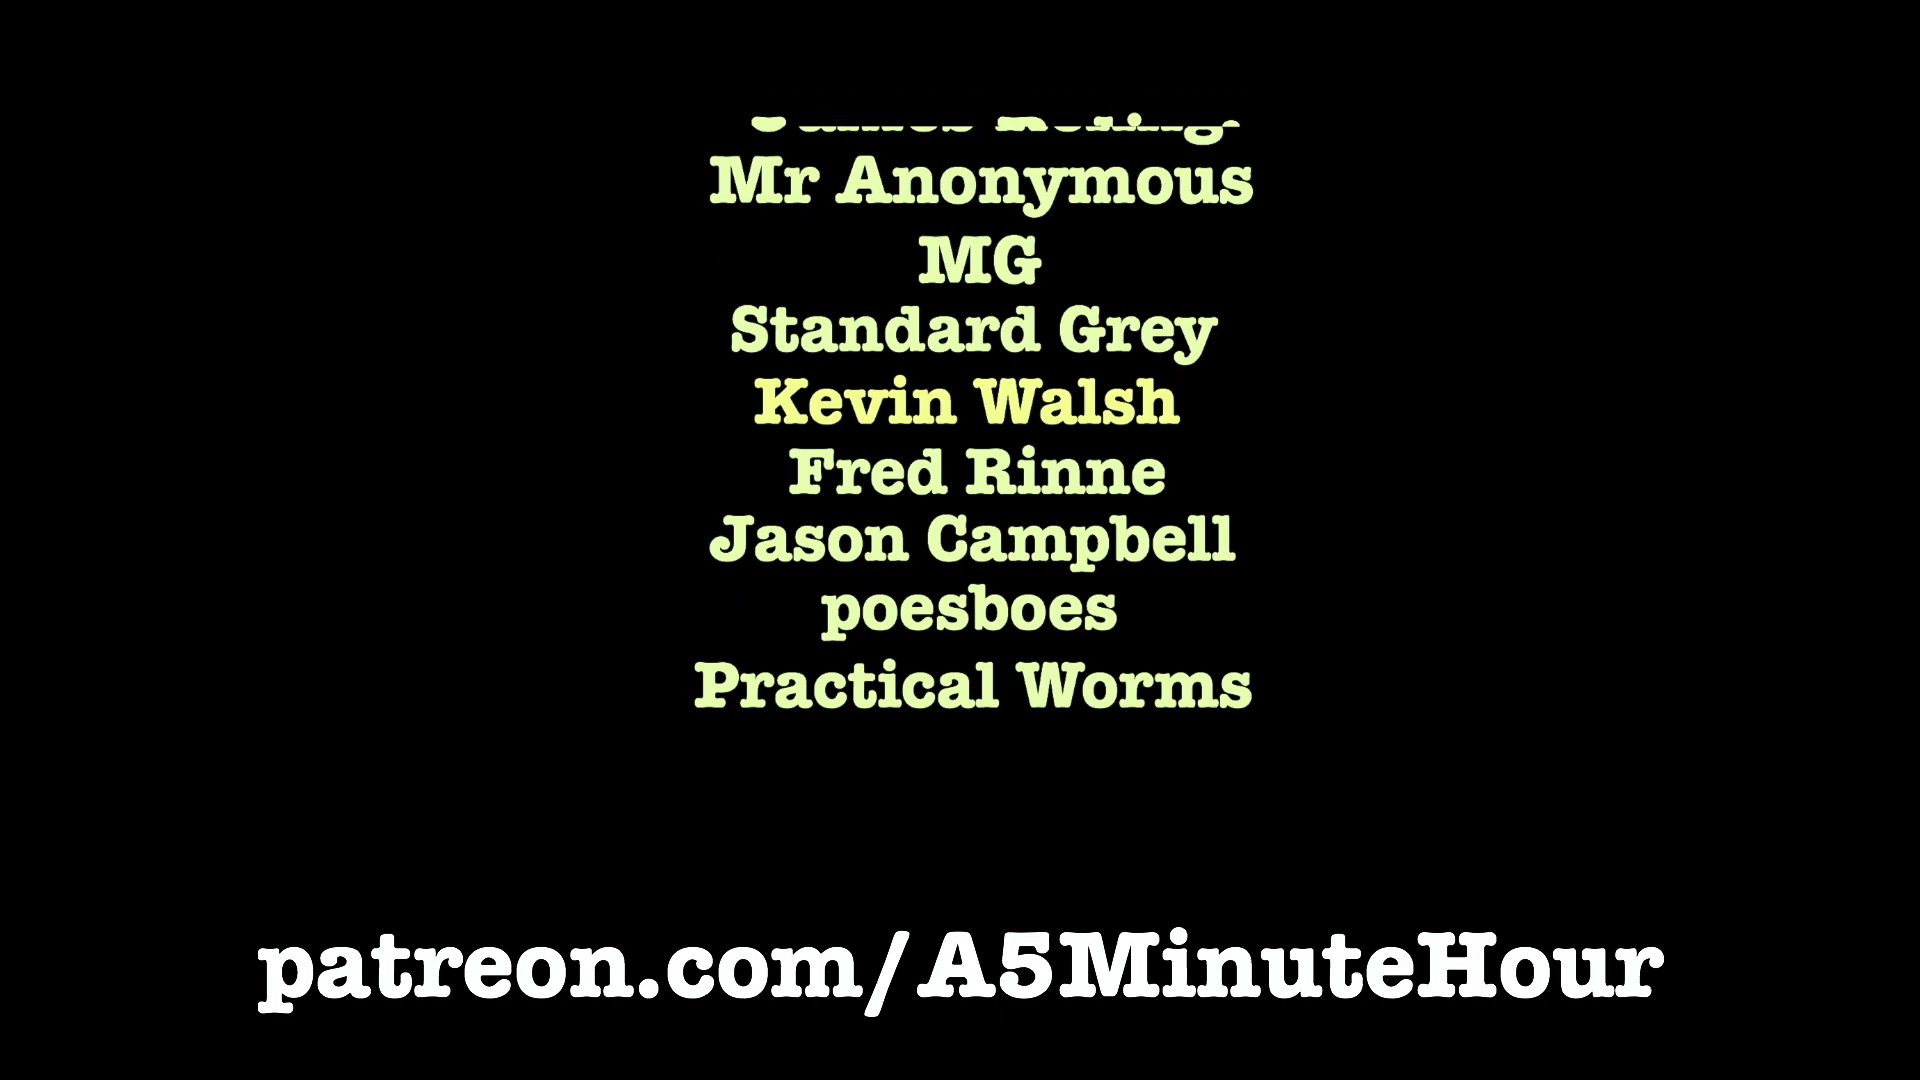 Mr Anonymous
MG
Standard Grey
Kevin Walsh
Fred Rinne
Jason Campbell
poesboes
Practical Worms
patreon.com/A5MinuteHour